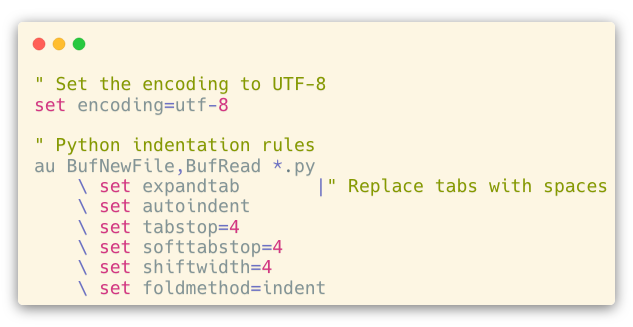 " Set the encoding to UTF-8
set encoding=utf-8

" Python indentation rules
au BufNewFile,BufRead *.py
    \ set expandtab       |" Replace tabs with spaces
    \ set autoindent
    \ set tabstop=4
    \ set softtabstop=4
    \ set shiftwidth=4
    \ set foldmethod=indent